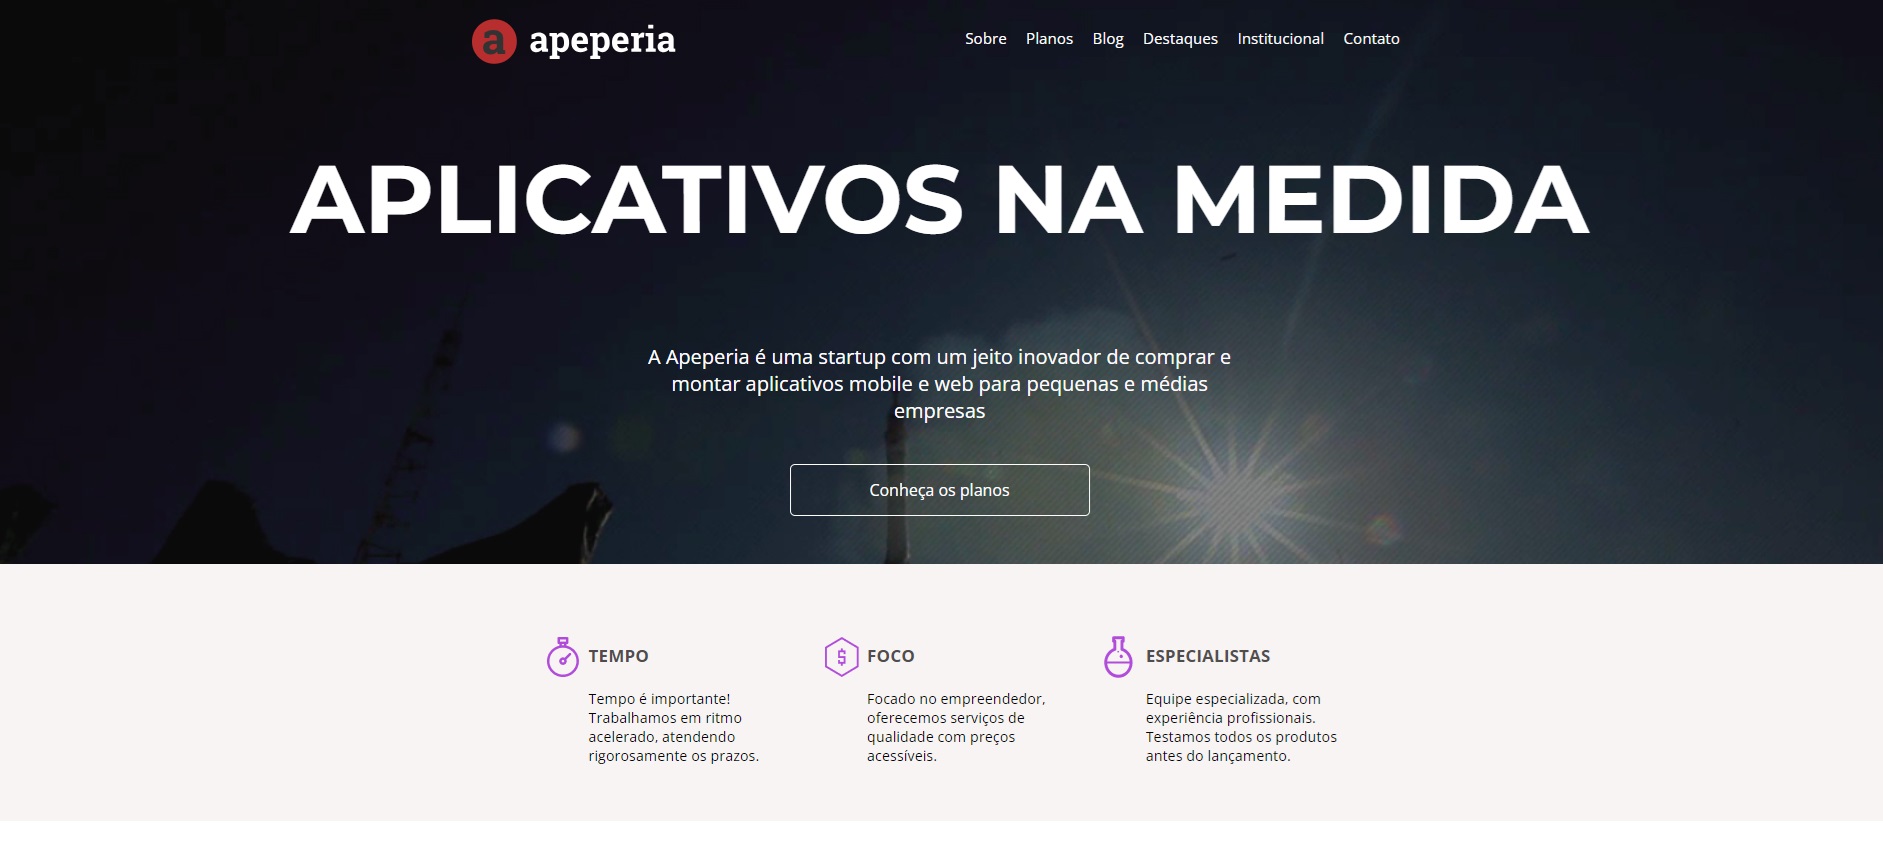 a apeperia
Sobre Planos Blog Destaques Institucional Contato
APLICATIVOS NA MEDIDA
A Apeperia é uma startup com um jeito inovador de comprar e
montar aplicativos mobile e web para pequenas e médias
empresas
Conheça os planos
TEMPO
Tempo é importante!
Trabalhamos em ritmo
acelerado, atendendo
rigorosamente os prazos.
$
FOCO
Focado no empreendedor,
oferecemos serviços de
qualidade com preços
acessíveis.
ESPECIALISTAS
Equipe especializada, com
experiência profissionais.
Testamos todos os produtos
antes do lançamento.